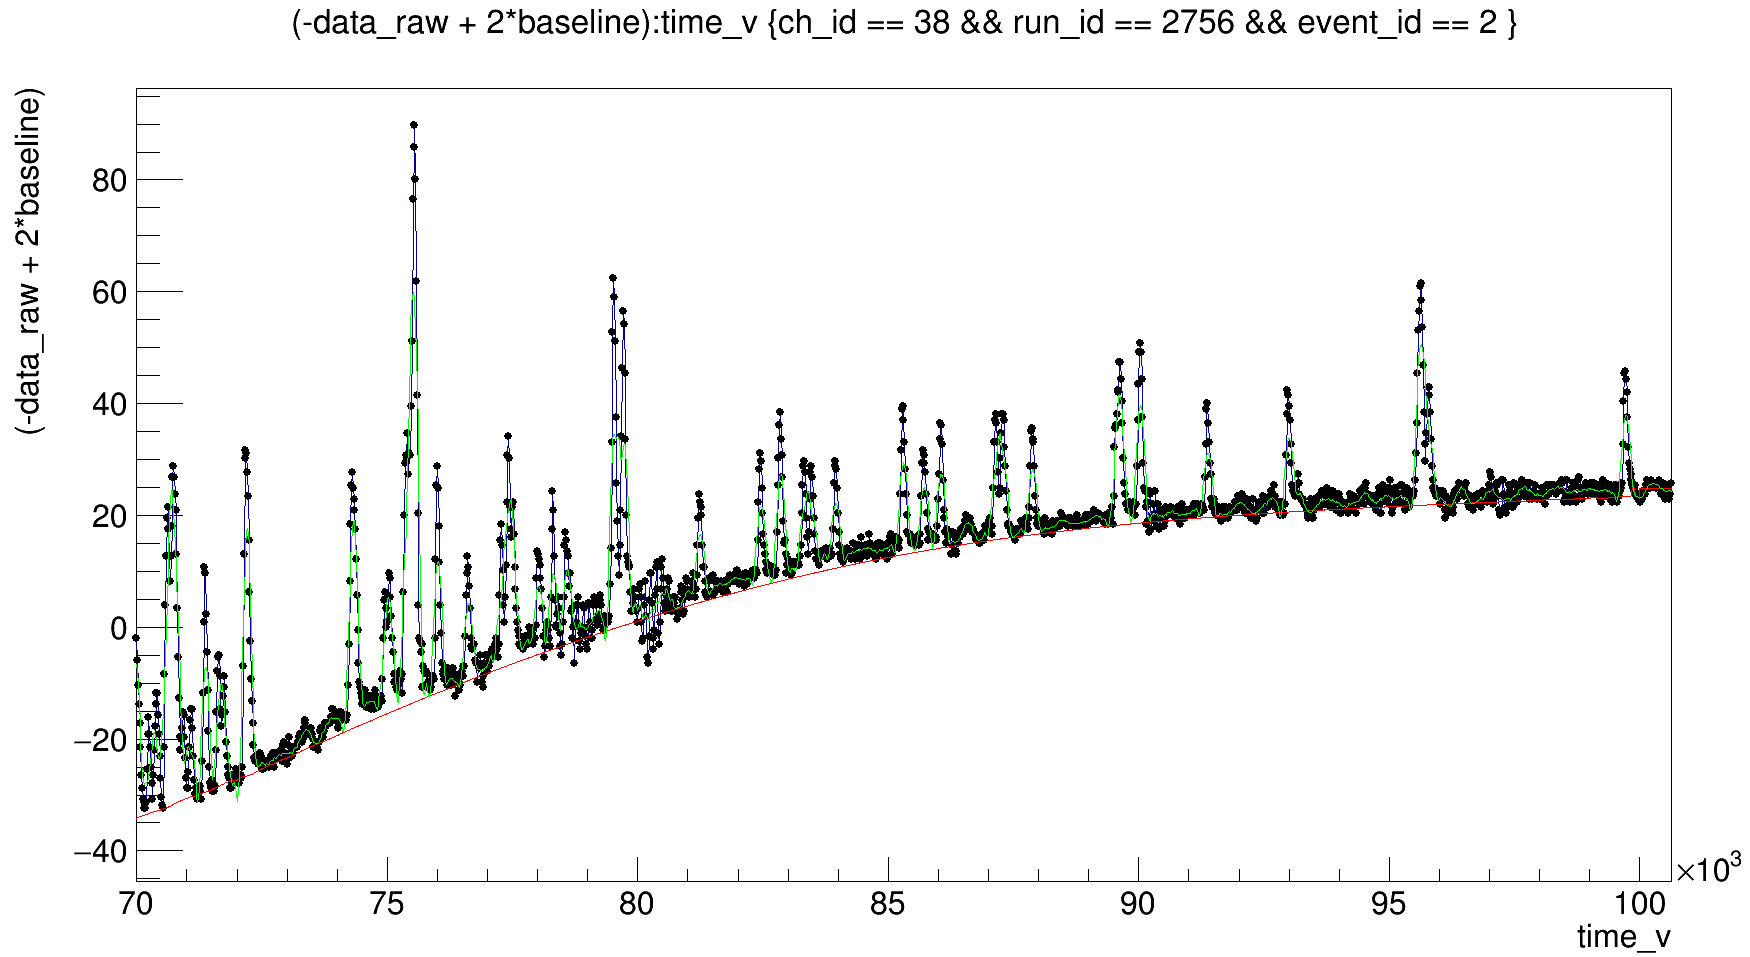 (-data_raw + 2*baseline):time_v {ch_id == 38 && run_id == 2756 && event_id == 2 }
(-data_raw + 2*baseline)
80
60
40
20
0
−20
−40
70 75 80 85 90 95 100
×10³
time_v